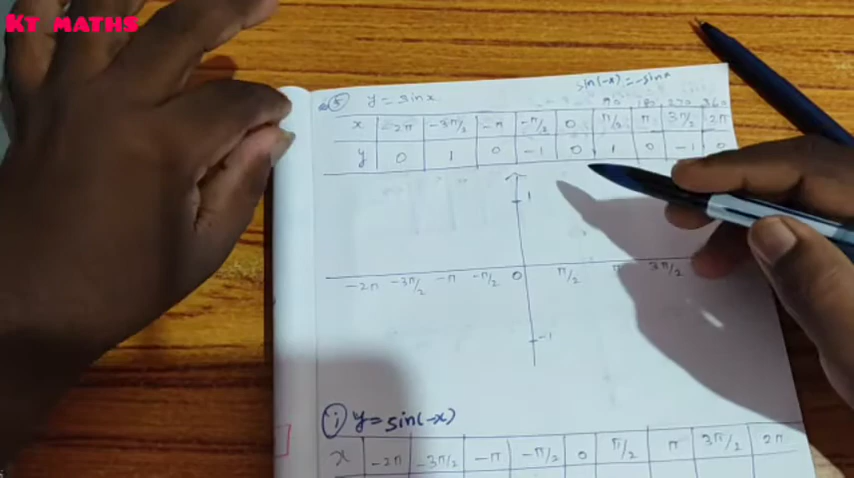 KT MATHS
⑤ y = sinx
sin(-x) = -sinx
90 180 270 360
x -2π -3π/2 -π -π/2 0 π/2 π 3π/2 2π
y 0 1 0 -1 0 1 0 -1 0
1
-2π -3π/2 -π -π/2 0 π/2 π 3π/2
-1
ⓘ y = sin(-x)
x -2π -3π/2 -π -π/2 0 π/2 π 3π/2 2π